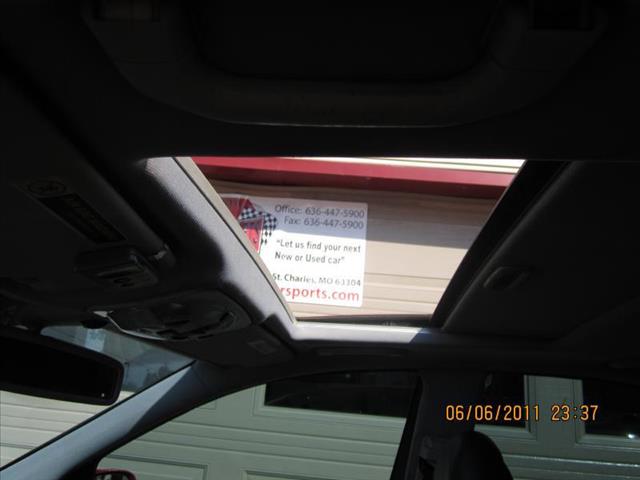 Office: 636-447-5900
Fax: 636-447-5900
"Let us find your next
New or Used car"
St. Charles, MO 63304
rsports.com
06/06/2011 23:37